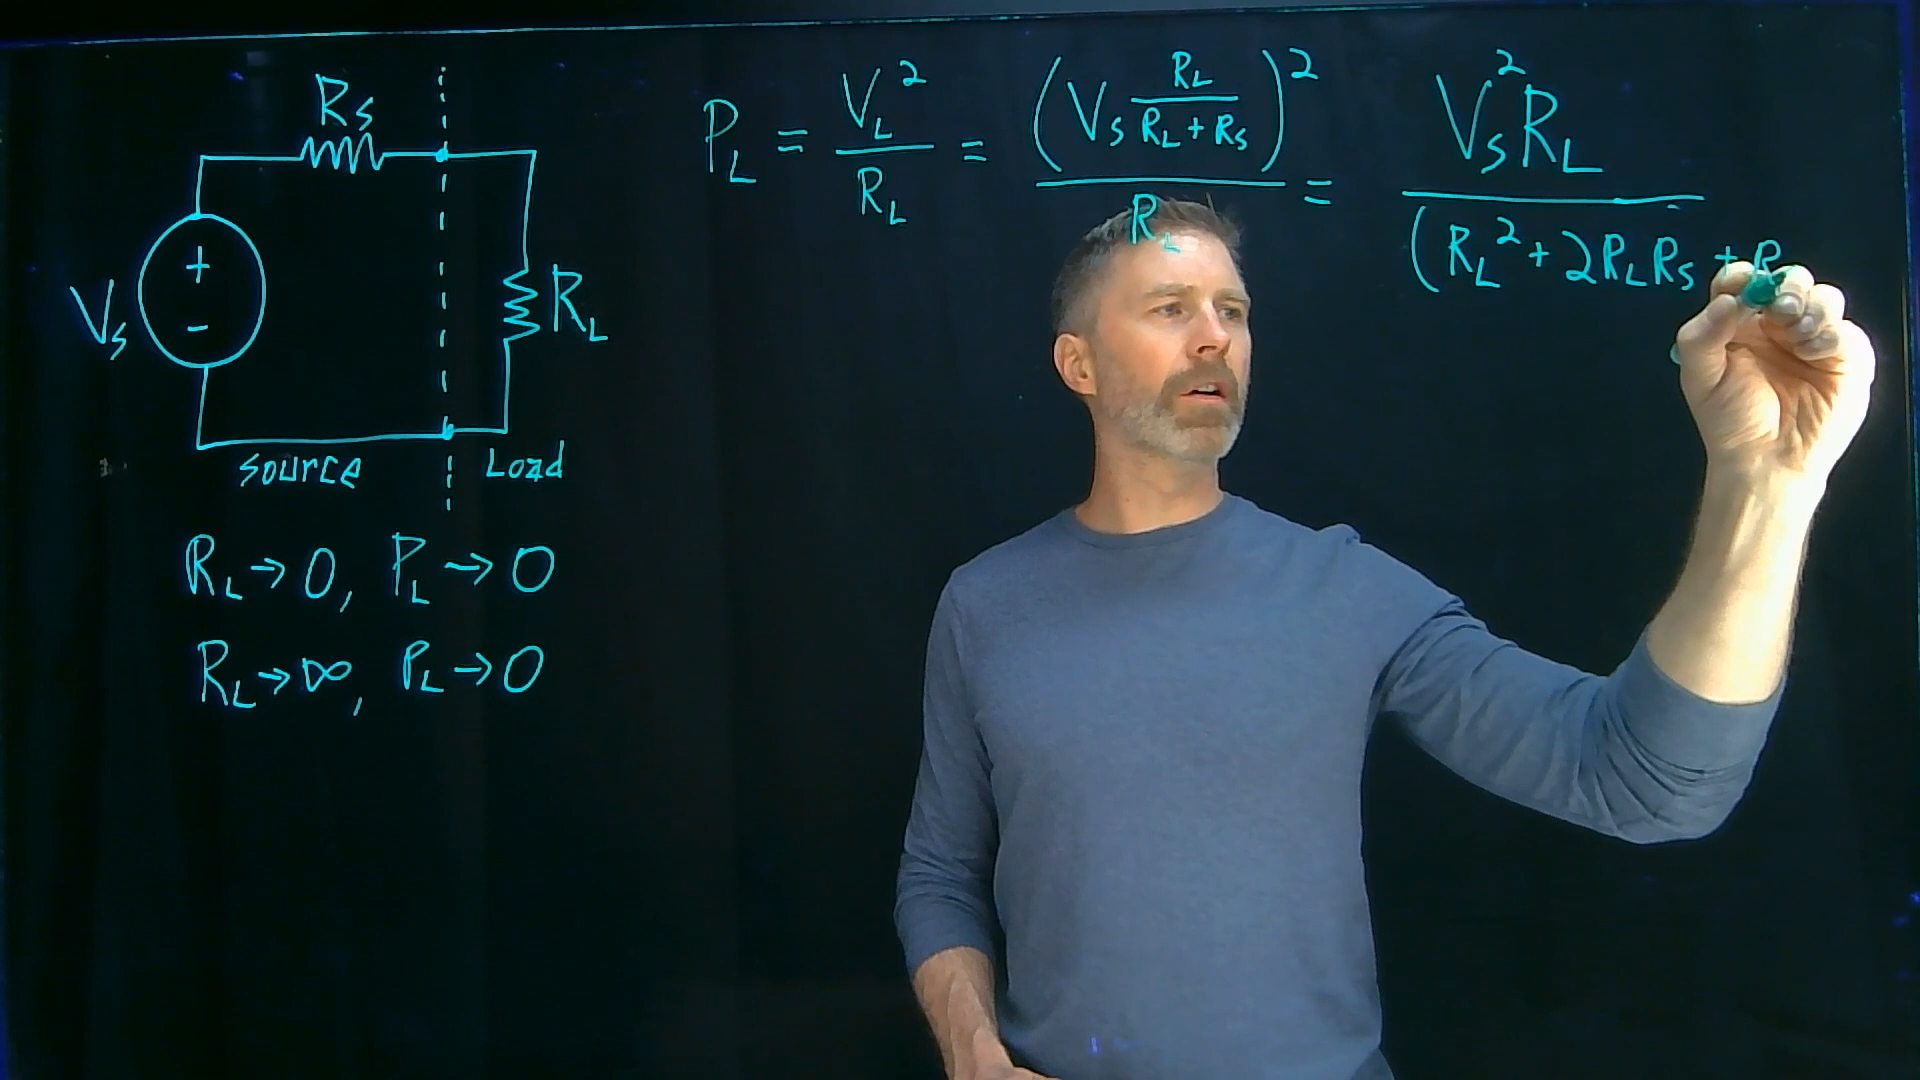 Rs
Vs
+
-
RL
source Load
RL → 0, PL → 0
RL → ∞, PL → 0
PL = VL² / RL = (Vs RL / (RL + Rs))² / RL = Vs² RL / (RL² + 2RLRs + R